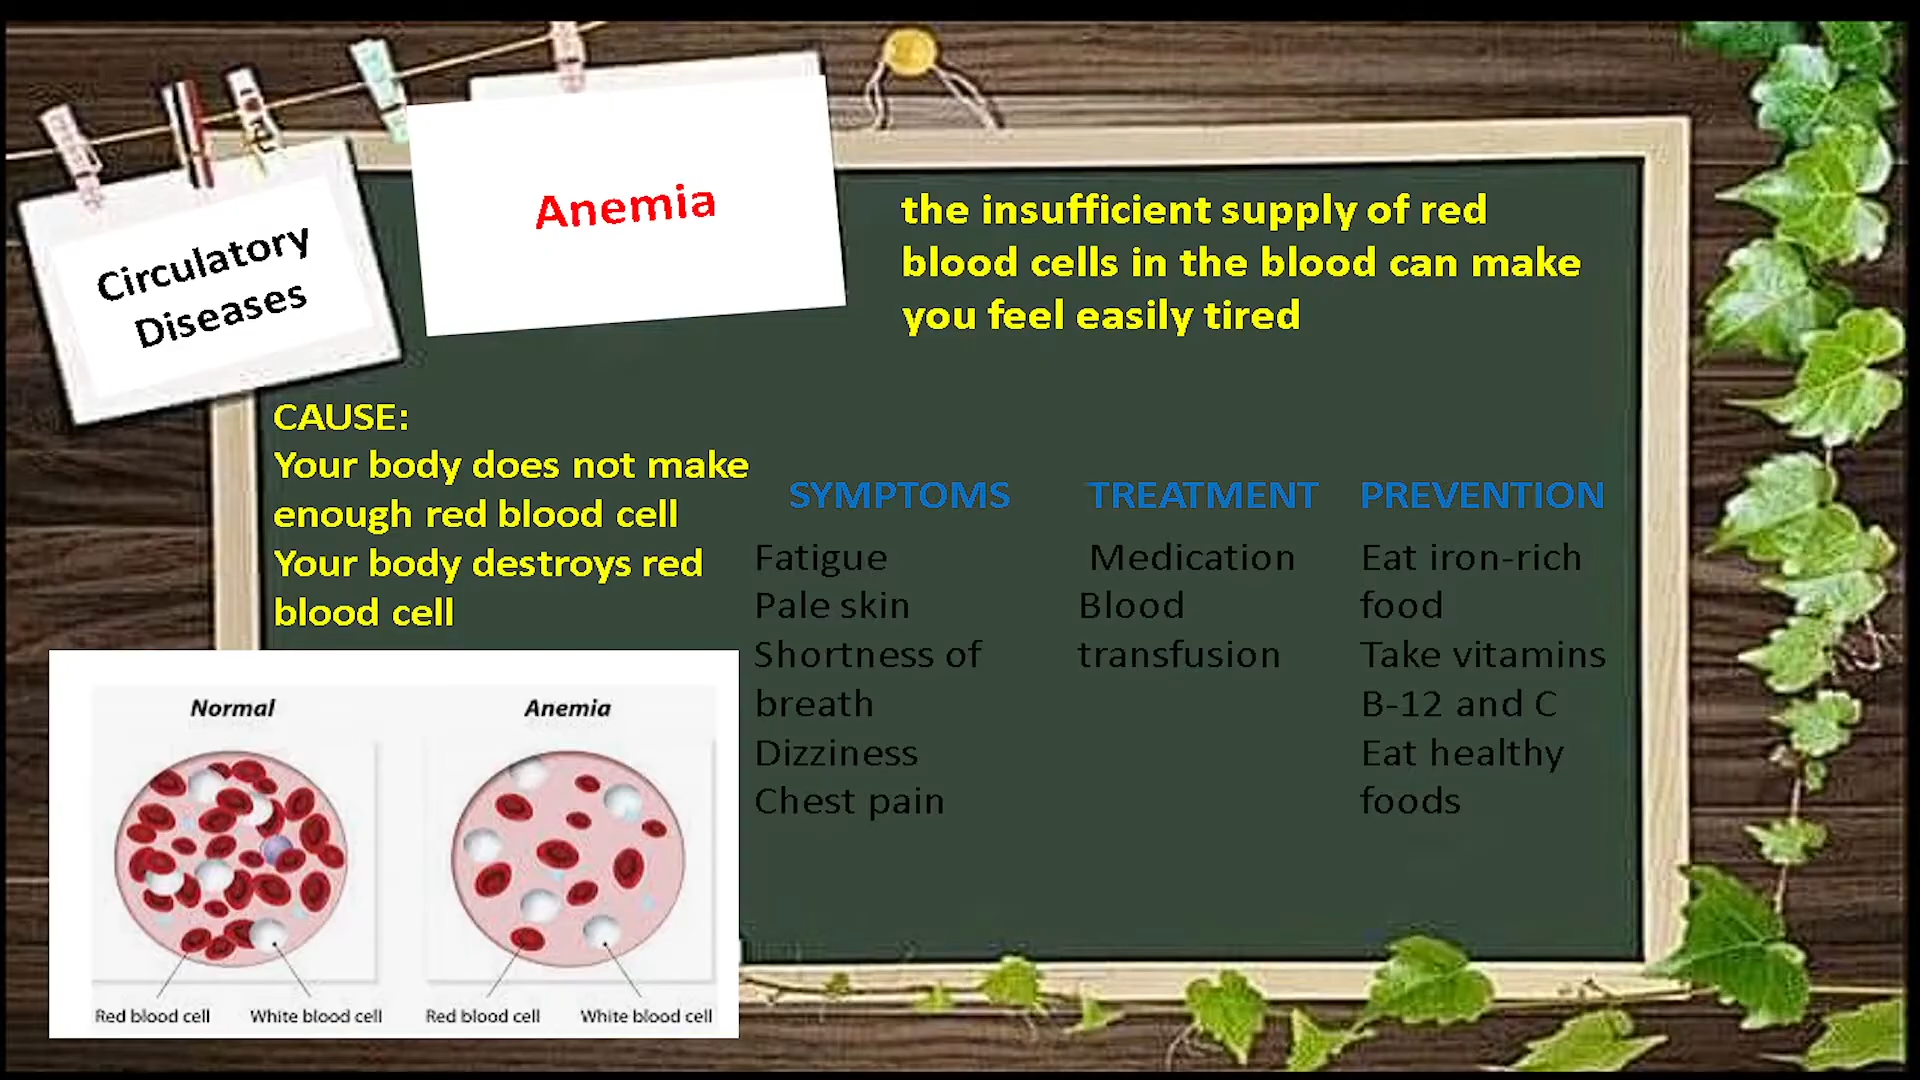 Circulatory
Diseases
Anemia
the insufficient supply of red
blood cells in the blood can make
you feel easily tired
CAUSE:
Your body does not make
enough red blood cell
Your body destroys red
blood cell
SYMPTOMS
Fatigue
Pale skin
Shortness of
breath
Dizziness
Chest pain
TREATMENT
Medication
Blood
transfusion
PREVENTION
Eat iron-rich
food
Take vitamins
B-12 and C
Eat healthy
foods
Normal
Anemia
Red blood cell
White blood cell
Red blood cell
White blood cell